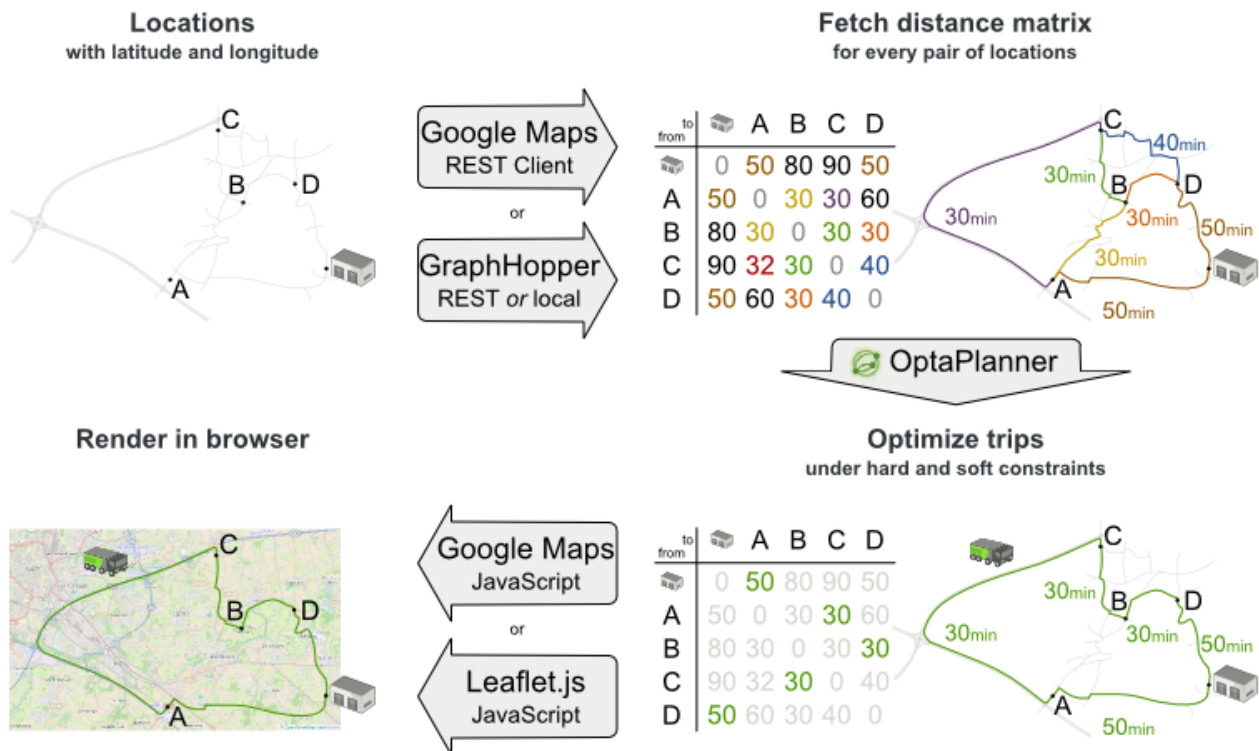 Locations
with latitude and longitude
C
B
D
A
Google Maps
REST Client
or
GraphHopper
REST or local
Fetch distance matrix
for every pair of locations
to
from
A B C D
0 50 80 90 50
A 50 0 30 30 60
B 80 30 0 30 30
C 90 32 30 0 40
D 50 60 30 40 0
C
40min
30min
B
D
30min
30min
50min
30min
A
50min
OptaPlanner
Render in browser
C
B
D
A
Google Maps
JavaScript
or
Leaflet.js
JavaScript
Optimize trips
under hard and soft constraints
to
from
A B C D
0 50 80 90 50
A 50 0 30 30 60
B 80 30 0 30 30
C 90 32 30 0 40
D 50 60 30 40 0
C
30min
B
D
30min
30min
50min
A
50min